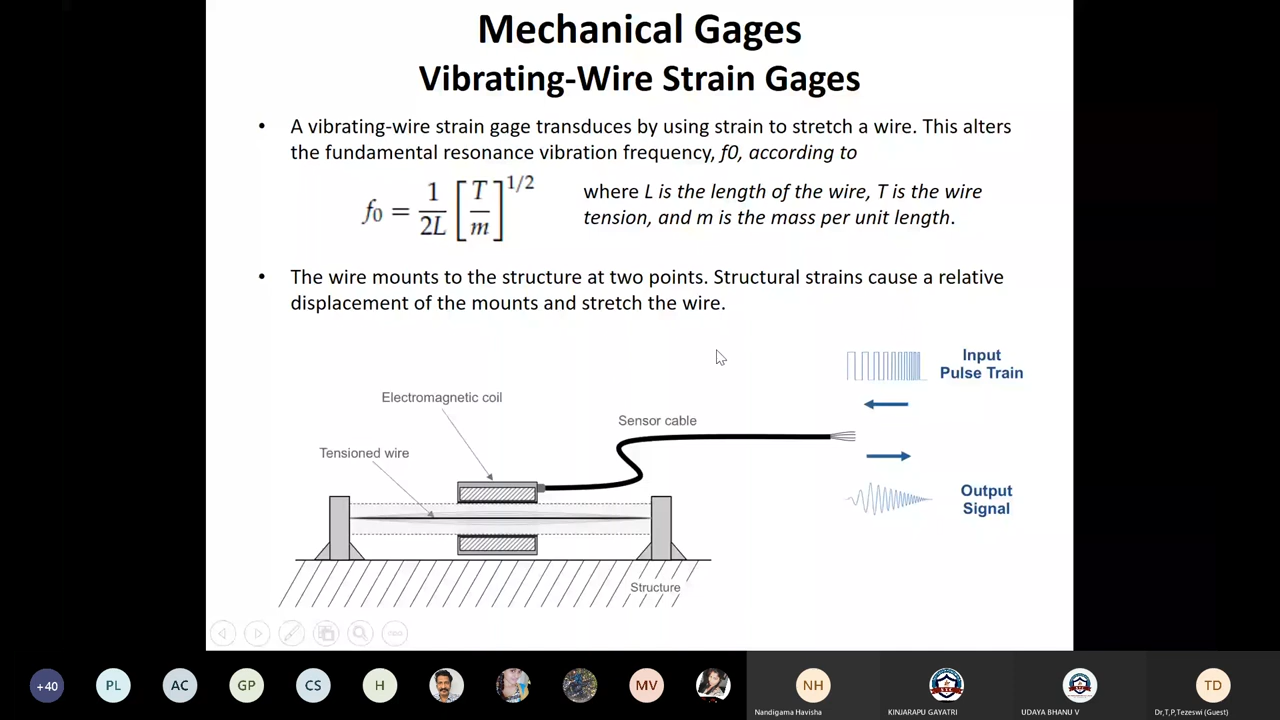 Mechanical Gages
Vibrating-Wire Strain Gages
• A vibrating-wire strain gage transduces by using strain to stretch a wire. This alters
the fundamental resonance vibration frequency, f0, according to
f0 = 1/2L [T/m]^1/2
where L is the length of the wire, T is the wire
tension, and m is the mass per unit length.
• The wire mounts to the structure at two points. Structural strains cause a relative
displacement of the mounts and stretch the wire.
Input
Pulse Train
Electromagnetic coil
Sensor cable
Tensioned wire
Output
Signal
Structure
+40
PL
AC
GP
CS
H
MV
NH
TD
Nandigama Havisha
KINJARAPU GAYATRI
UDAYA BHANU V
Dr,T,P,Tezeswi (Guest)